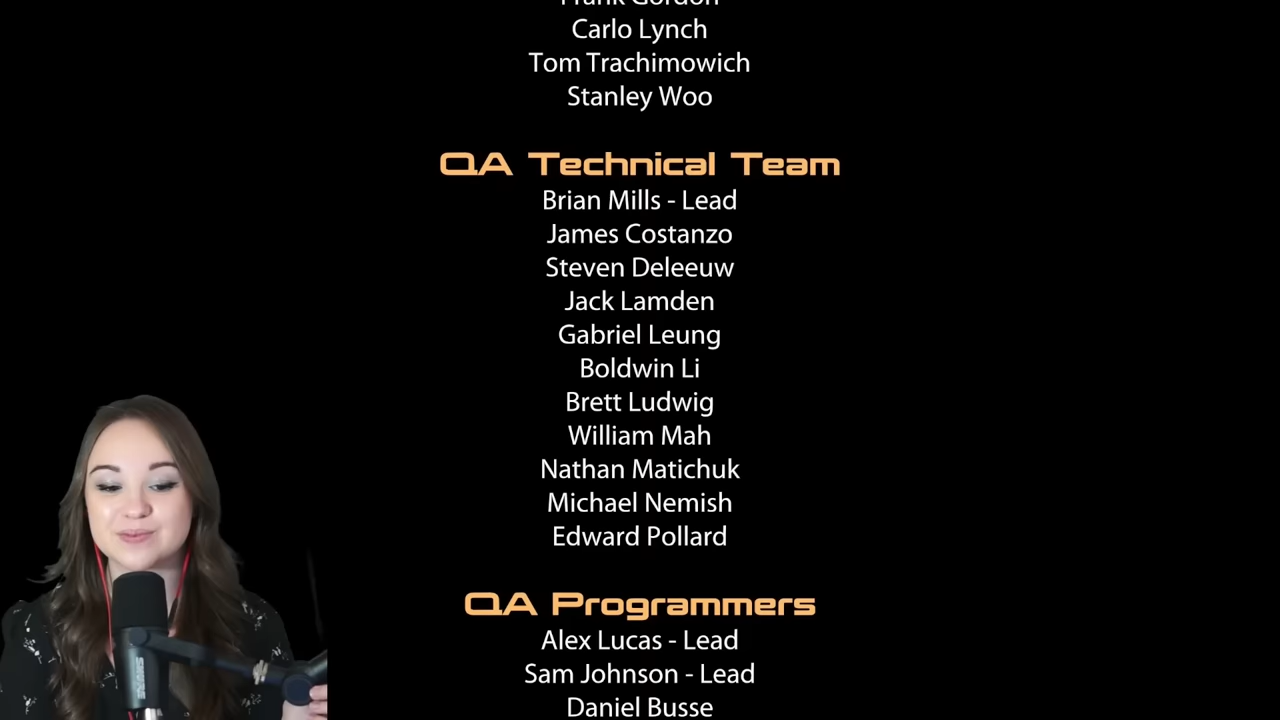 Frank Gordon
Carlo Lynch
Tom Trachimowich
Stanley Woo
QA Technical Team
Brian Mills - Lead
James Costanzo
Steven Deleeuw
Jack Lamden
Gabriel Leung
Boldwin Li
Brett Ludwig
William Mah
Nathan Matichuk
Michael Nemish
Edward Pollard
QA Programmers
Alex Lucas - Lead
Sam Johnson - Lead
Daniel Busse